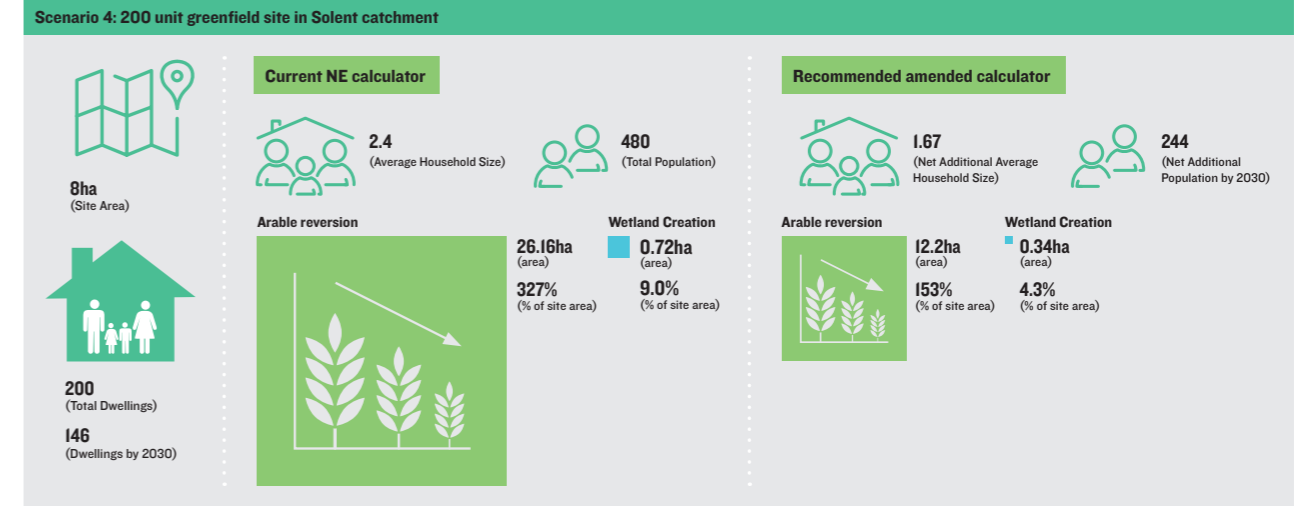 Scenario 4: 200 unit greenfield site in Solent catchment
8ha
(Site Area)
200
(Total Dwellings)
146
(Dwellings by 2030)
Current NE calculator
2.4
(Average Household Size)
480
(Total Population)
Arable reversion
26.16ha
(area)
327%
(% of site area)
Wetland Creation
0.72ha
(area)
9.0%
(% of site area)
Recommended amended calculator
1.67
(Net Additional Average
Household Size)
244
(Net Additional
Population by 2030)
Arable reversion
12.2ha
(area)
153%
(% of site area)
Wetland Creation
0.34ha
(area)
4.3%
(% of site area)